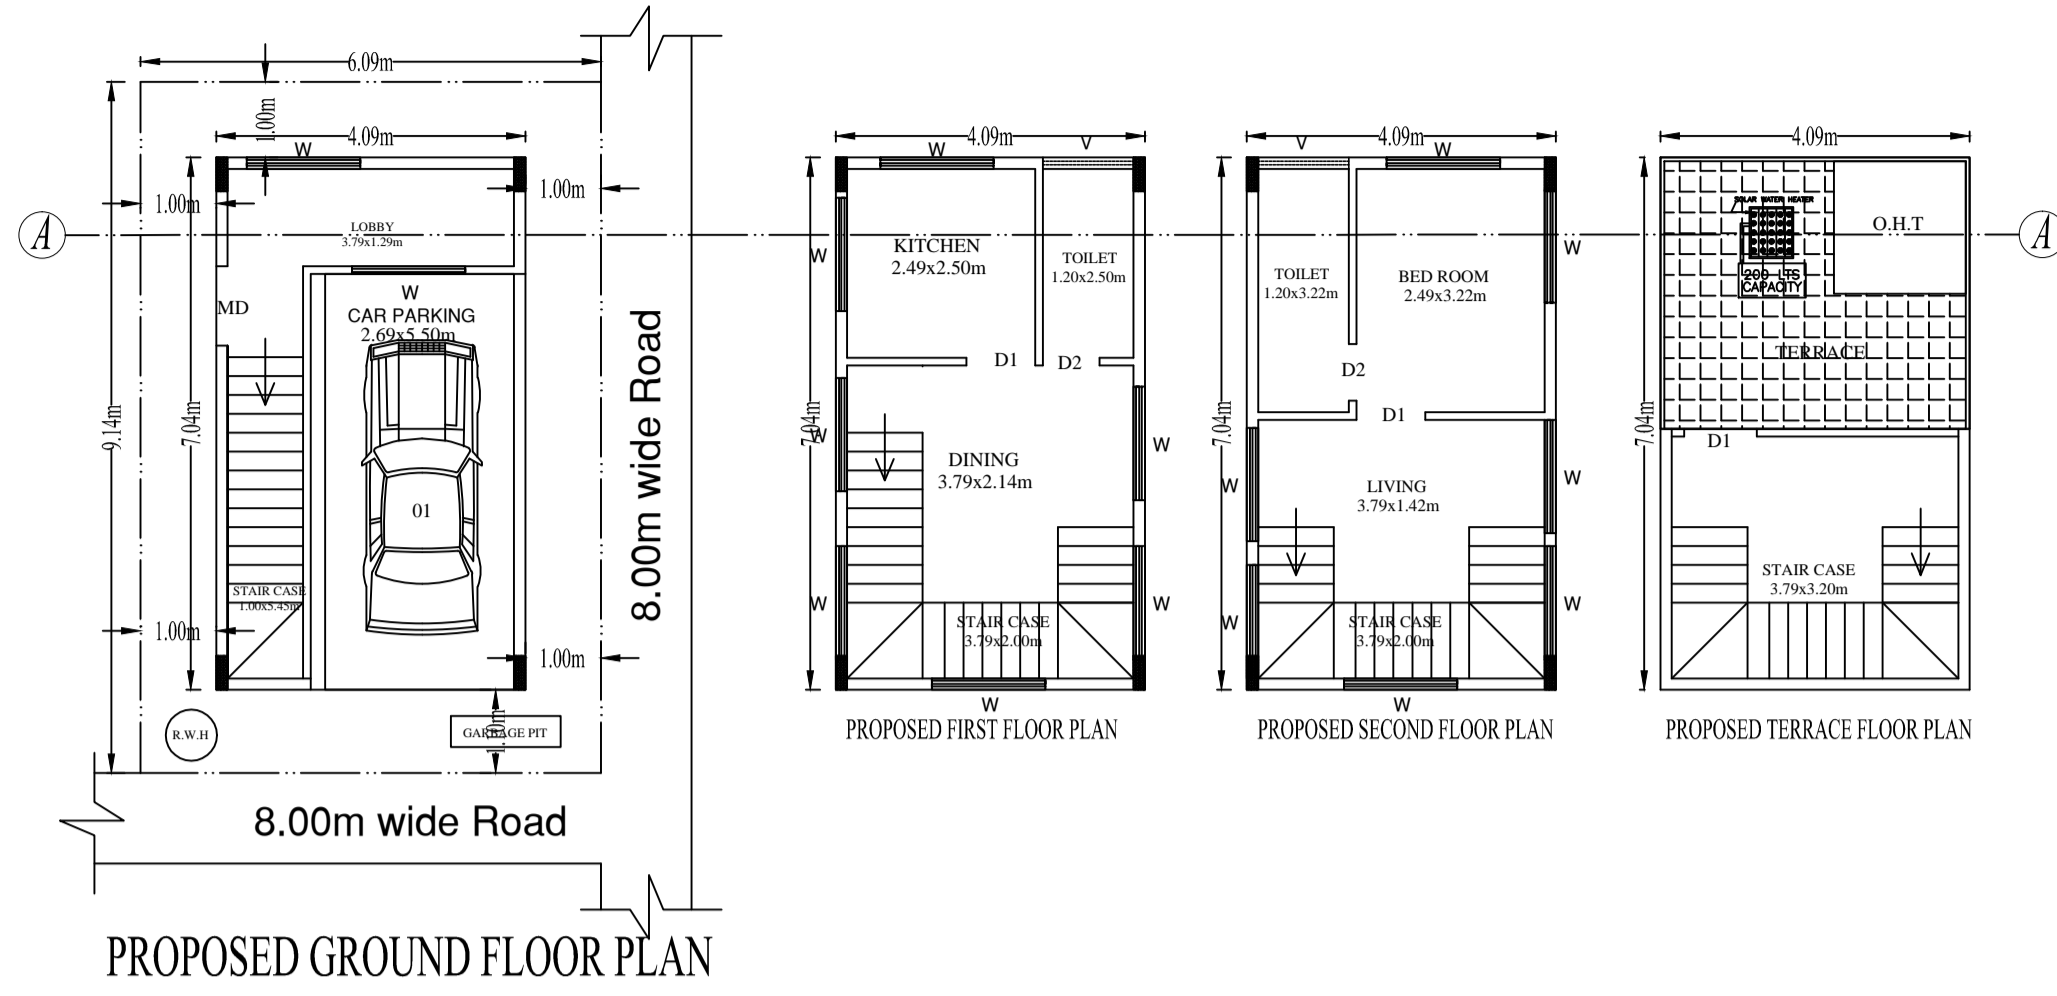 6.09m
1.00m
4.09m
W
1.00m
1.00m
A
LOBBY
3.79x1.29m
W
MD
CAR PARKING
2.69x5.50m
9.14m
7.04m
01
STAIR CASE
1.00x5.45m
1.00m
1.00m
R.W.H
GARBAGE PIT
8.00m wide Road
8.00m wide Road
PROPOSED GROUND FLOOR PLAN
4.09m
W
V
W
KITCHEN
2.49x2.50m
TOILET
1.20x2.50m
D1
D2
7.04m
W
W
DINING
3.79x2.14m
W
W
STAIR CASE
3.79x2.00m
W
PROPOSED FIRST FLOOR PLAN
4.09m
V
W
W
TOILET
1.20x3.22m
BED ROOM
2.49x3.22m
D2
D1
7.04m
W
W
LIVING
3.79x1.42m
W
W
STAIR CASE
3.79x2.00m
W
PROPOSED SECOND FLOOR PLAN
4.09m
SOLAR WATER HEATER
O.H.T
A
200 LTS
CAPACITY
TERRACE
7.04m
D1
STAIR CASE
3.79x3.20m
PROPOSED TERRACE FLOOR PLAN